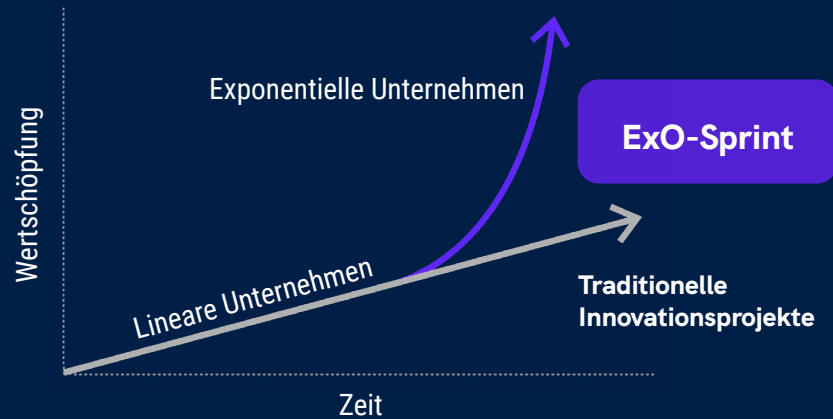 Exponentielle Unternehmen
ExO-Sprint
Wertschöpfung
Lineare Unternehmen
Traditionelle
Innovationsprojekte
Zeit